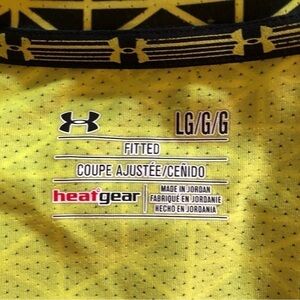 LG/G/G
FITTED
COUPE AJUSTÉE/CEÑIDO
heatgear
MADE IN JORDAN
FABRIQUÉ EN JORDANIE
HECHO EN JORDANIA